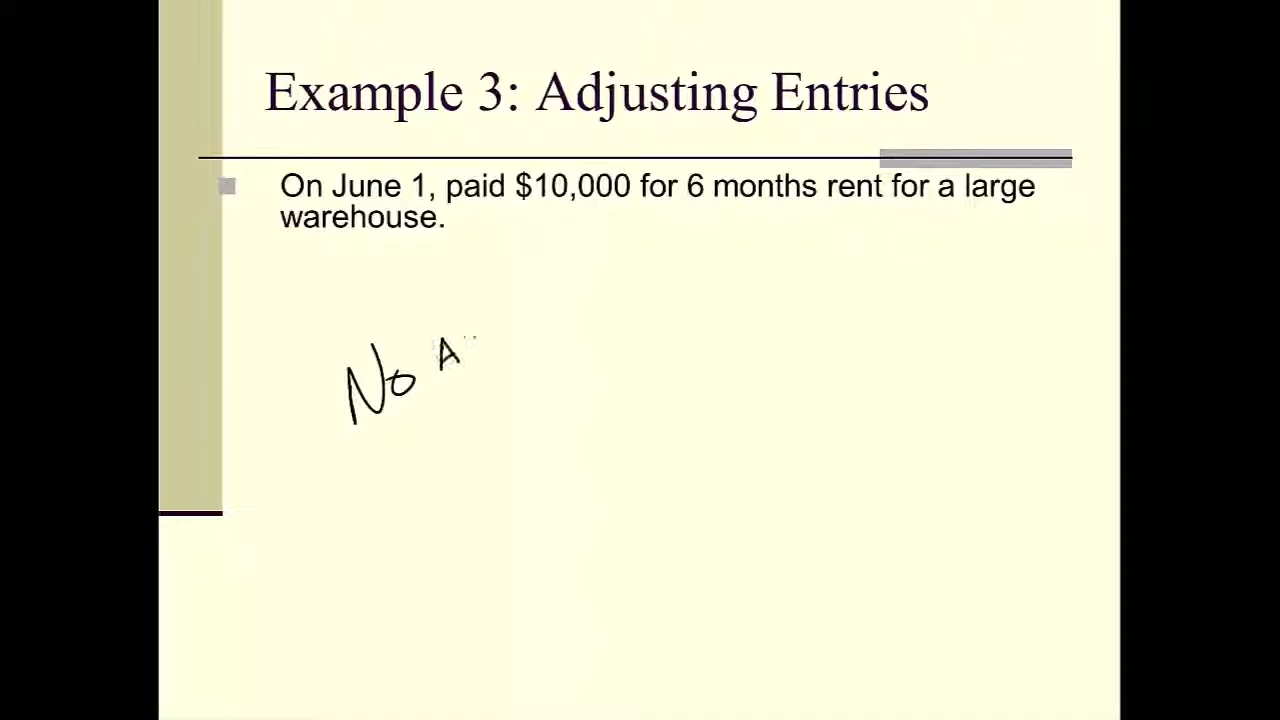 Example 3: Adjusting Entries
On June 1, paid $10,000 for 6 months rent for a large
warehouse.
No A